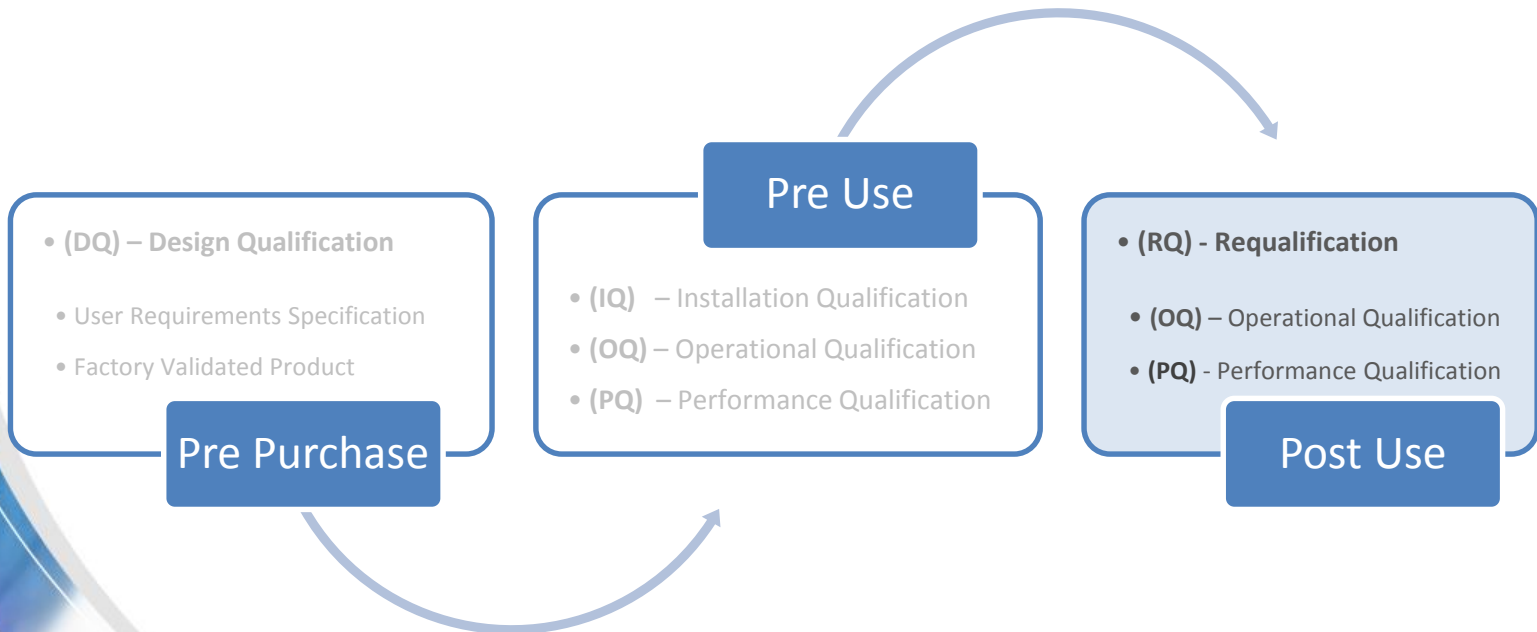 • (DQ) – Design Qualification
• User Requirements Specification
• Factory Validated Product
Pre Purchase
Pre Use
• (IQ) – Installation Qualification
• (OQ) – Operational Qualification
• (PQ) – Performance Qualification
• (RQ) - Requalification
• (OQ) – Operational Qualification
• (PQ) - Performance Qualification
Post Use